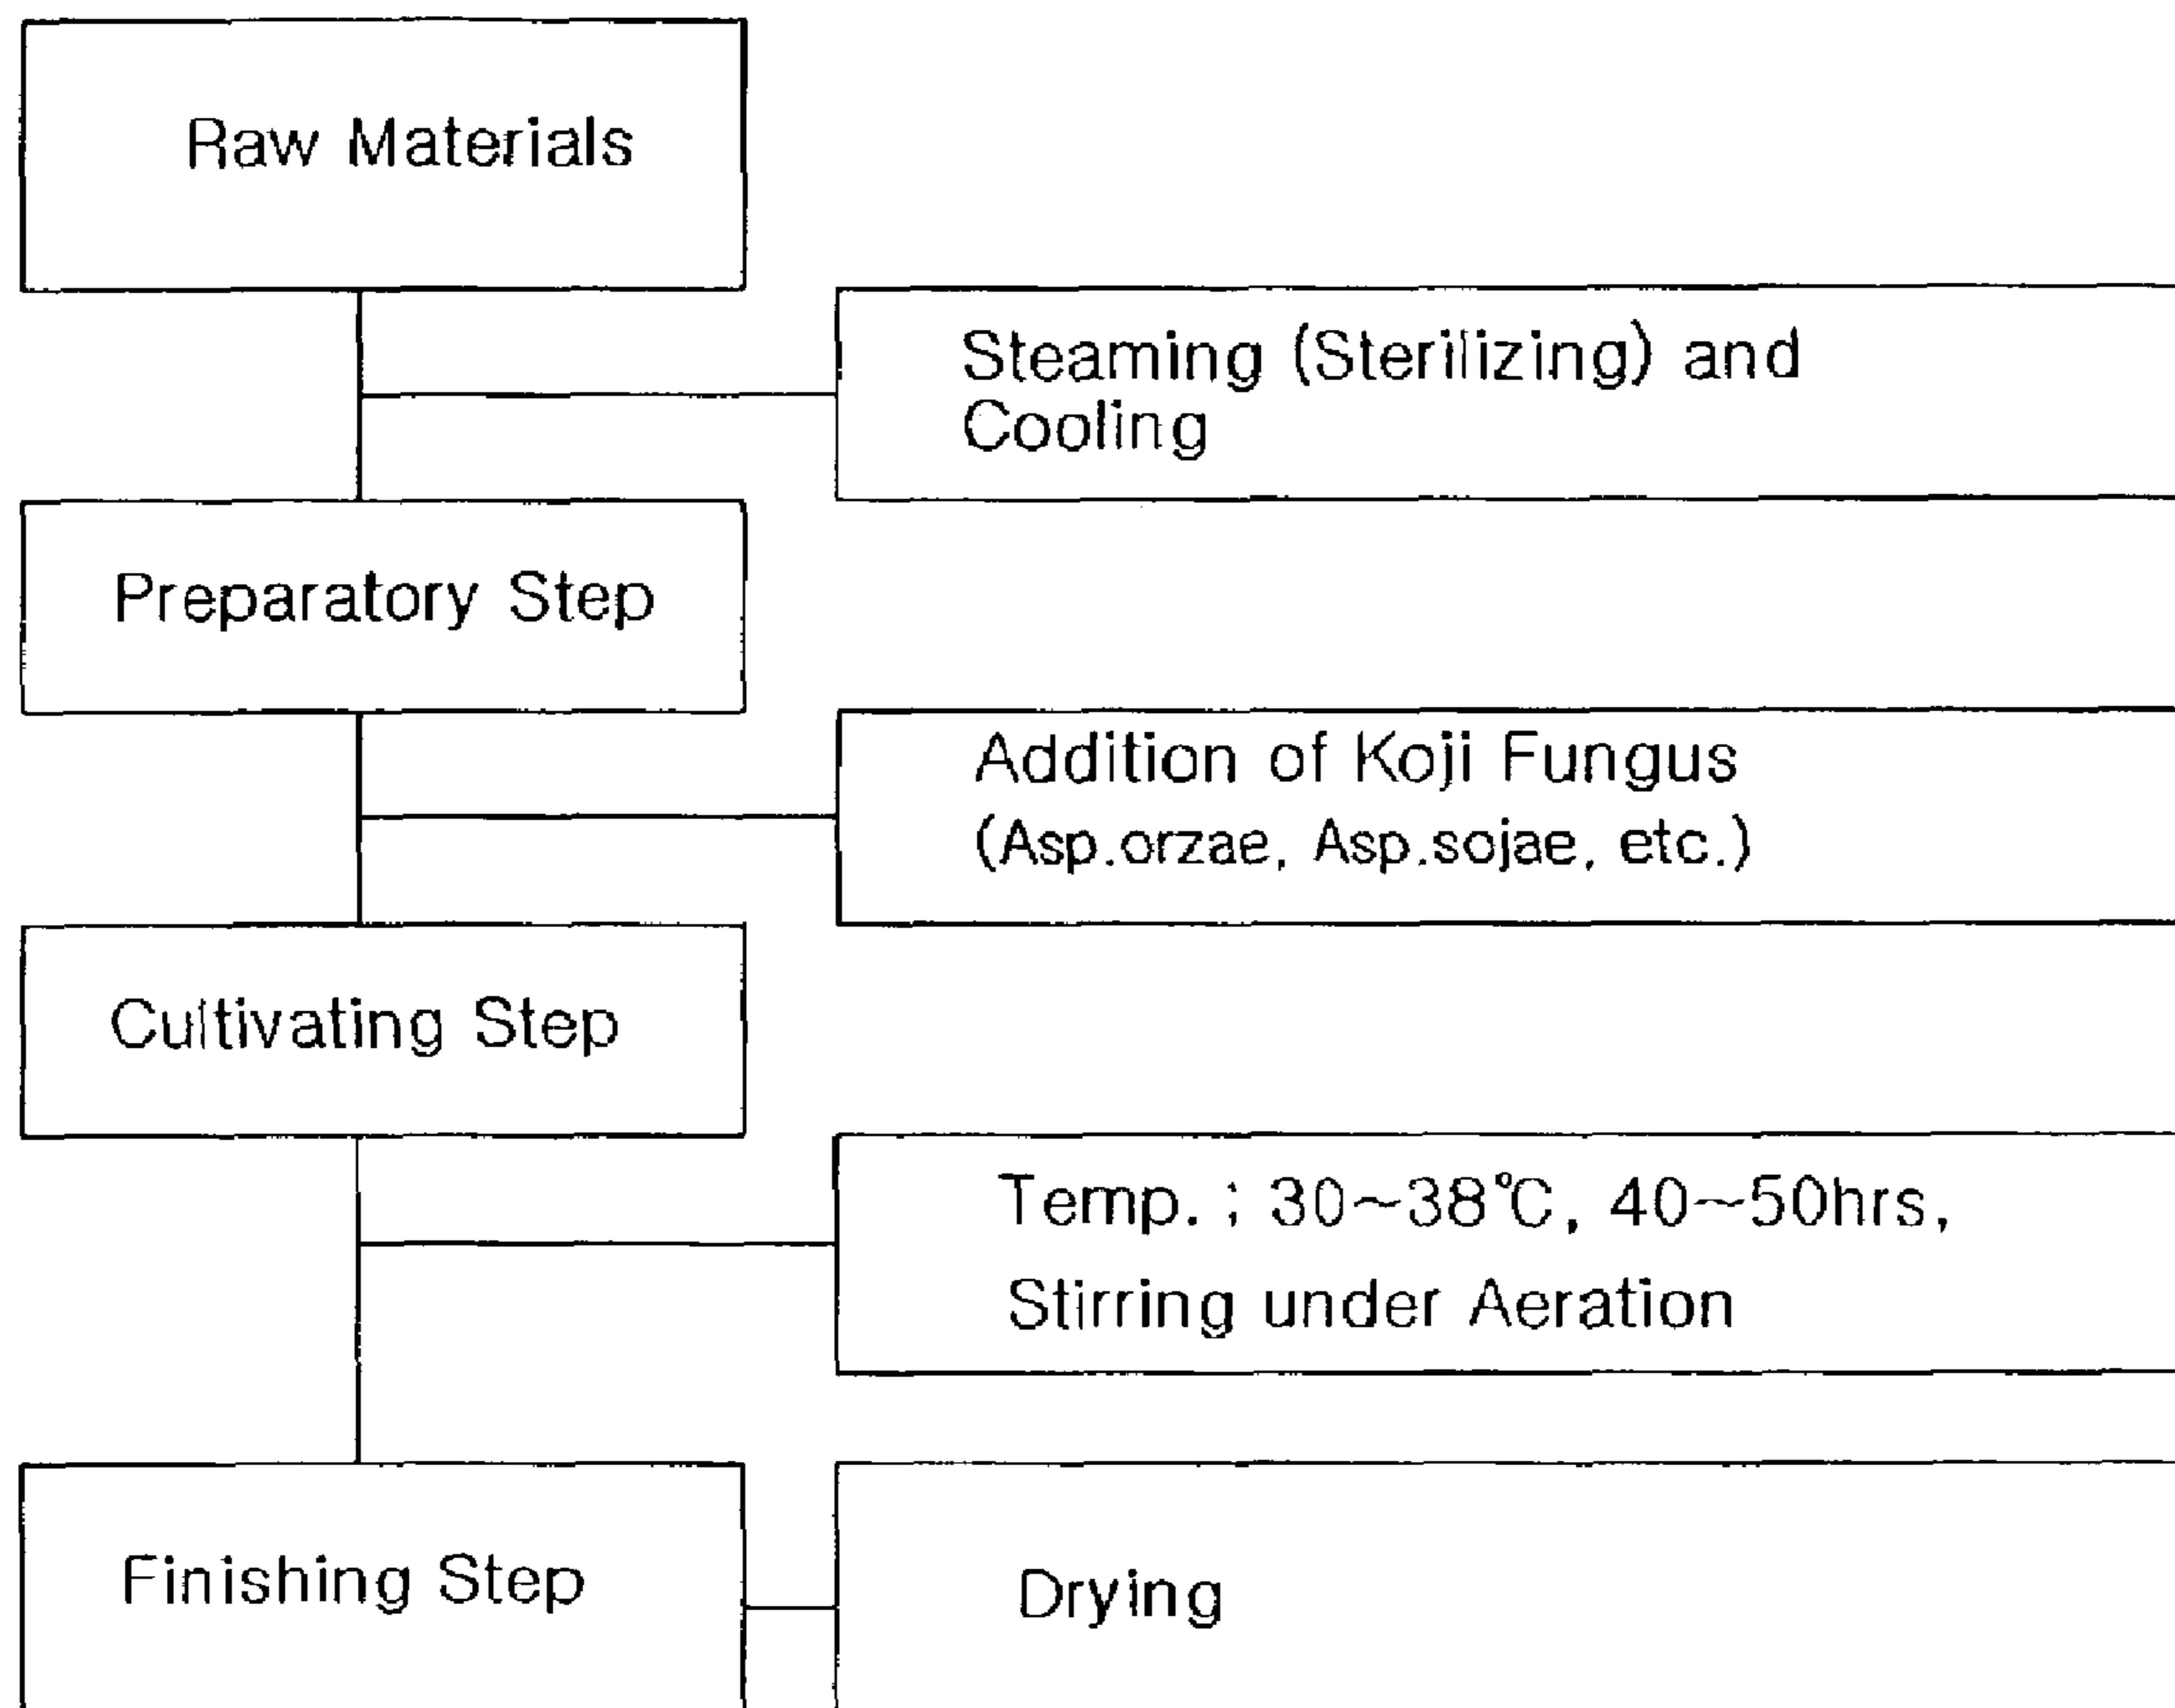 Raw Materials
Steaming (Sterilizing) and
Cooling
Preparatory Step
Addition of Koji Fungus
(Asp.orzae, Asp.sojae, etc.)
Cultivating Step
Temp. ; 30~38℃, 40~50hrs,
Stirring under Aeration
Finishing Step
Drying